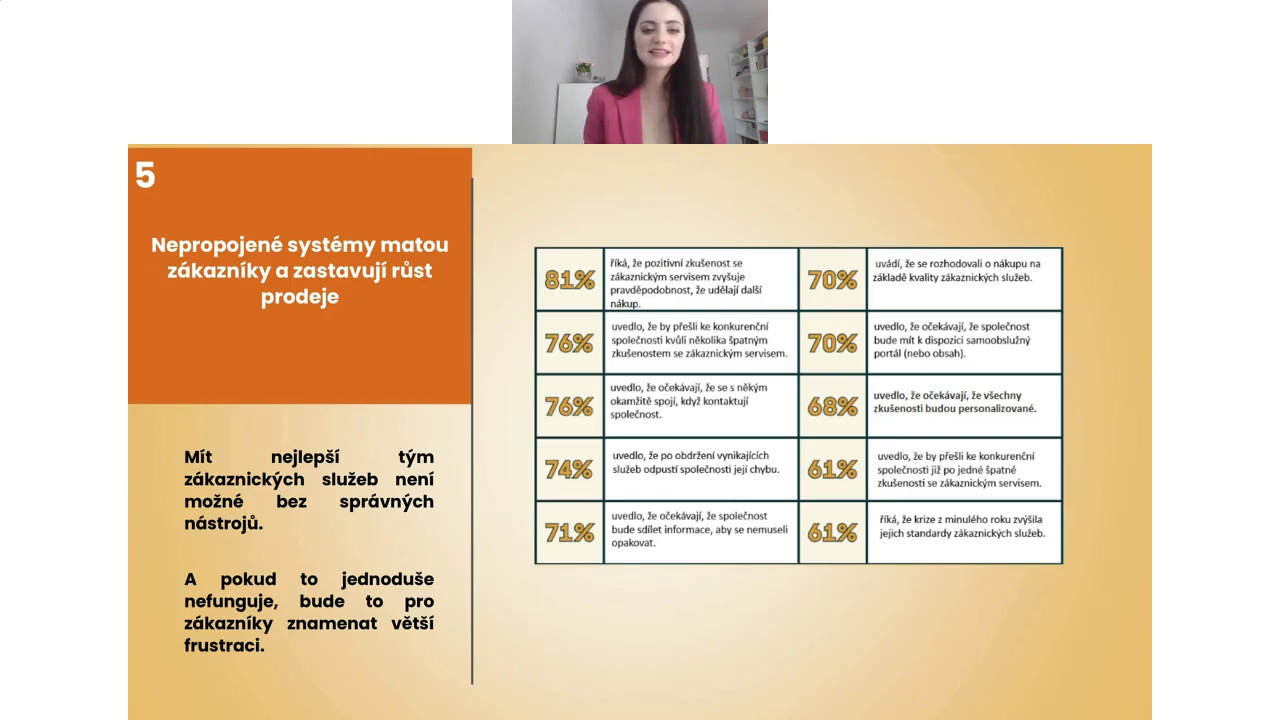 5
Nepropojené systémy matou
zákazníky a zastavují růst
prodeje
Mít nejlepší tým
zákaznických služeb není
možné bez správných
nástrojů.
A pokud to jednoduše
nefunguje, bude to pro
zákazníky znamenat větší
frustraci.
81%
říká, že pozitivní zkušenost se
zákaznickým servisem zvyšuje
pravděpodobnost, že udělají další
nákup.
70%
uvádí, že se rozhodovali o nákupu na
základě kvality zákaznických služeb.
76%
uvedlo, že by přešli ke konkurenční
společnosti kvůli několika špatným
zkušenostem se zákaznickým servisem.
70%
uvedlo, že očekávají, že společnost
bude mít k dispozici samoobslužný
portál (nebo obsah).
76%
uvedlo, že očekávají, že se s někým
okamžitě spojí, když kontaktují
společnost.
68%
uvedlo, že očekávají, že všechny
zkušenosti budou personalizované.
74%
uvedlo, že po obdržení vynikajících
služeb odpustí společnosti její chybu.
61%
uvedlo, že by přešli ke konkurenční
společnosti již po jedné špatné
zkušenosti se zákaznickým servisem.
71%
uvedlo, že očekávají, že společnost
bude sdílet informace, aby se nemuseli
opakovat.
61%
říká, že krize z minulého roku zvýšila
jejich standardy zákaznických služeb.